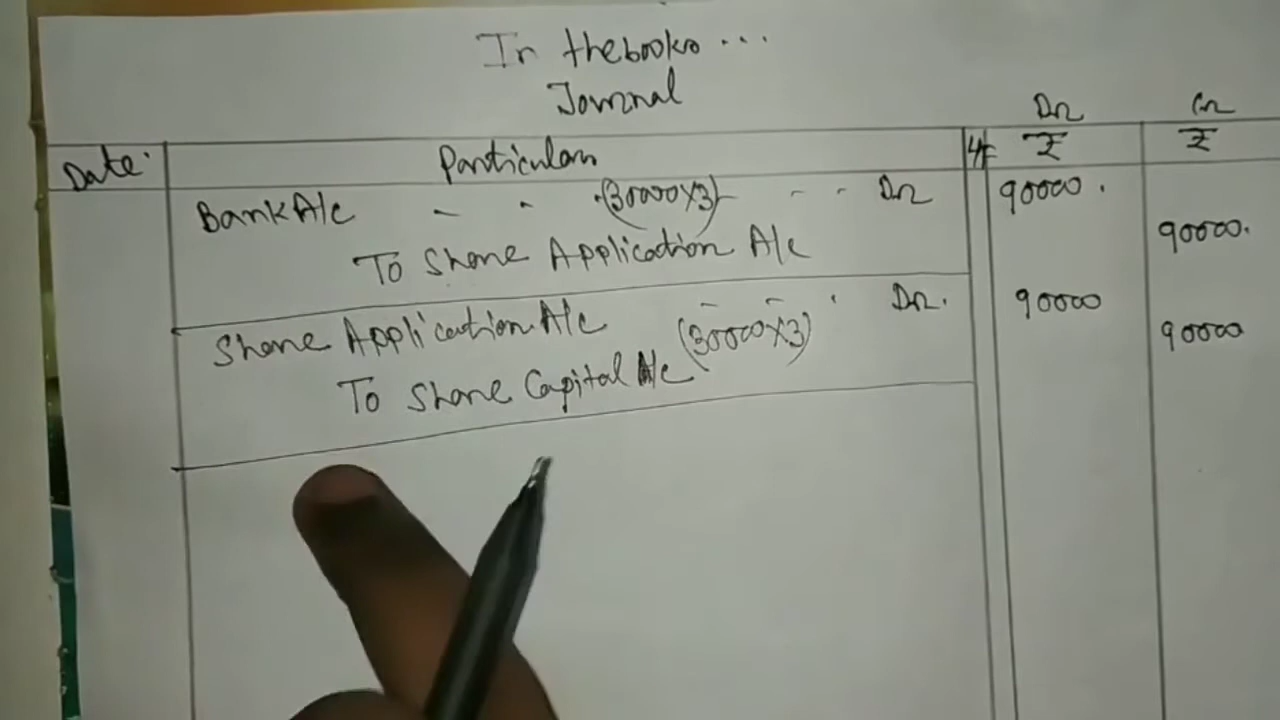 In the books ...
Journal
Dr Cr
Date Particulars LF ₹ ₹
Bank A/c - - (30000x3) - - Dr 90000.
To Share Application A/c 90000.
Share Application A/c (30000x3) - - Dr. 90000
To Share Capital A/c 90000